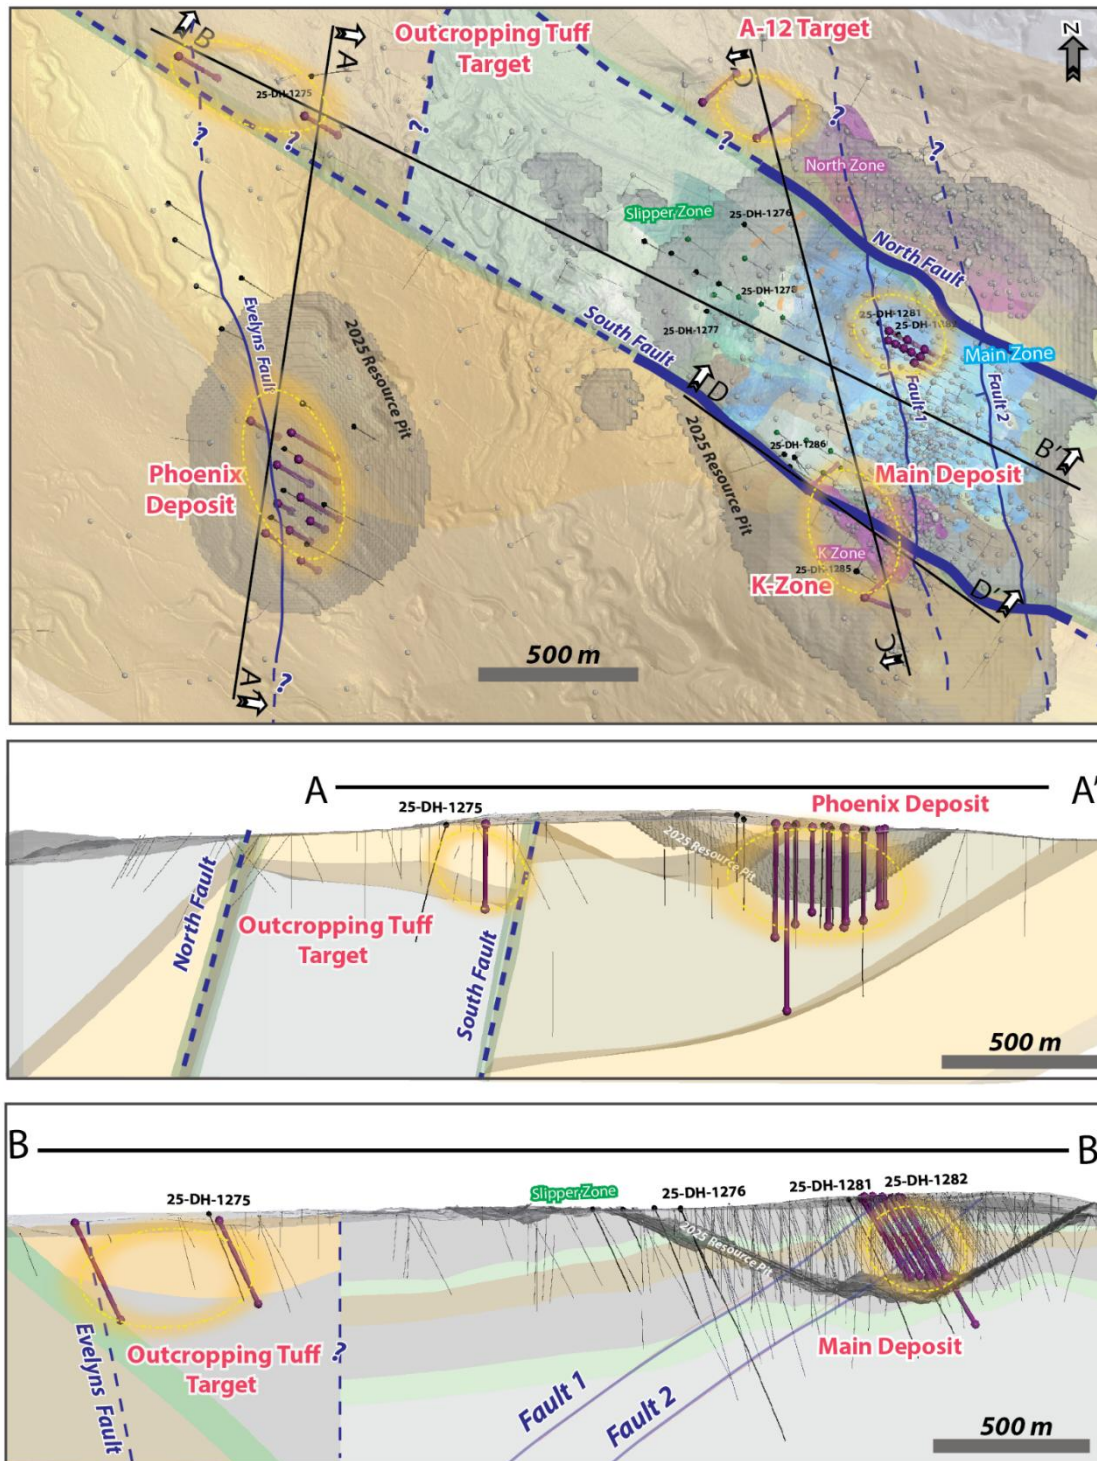 Outcropping Tuff
Target
A-12 Target
Z
B
A
C
25-DH-1275
?
?
?
?
?
North Zone
Slipper Zone
25-DH-1276
North Fault
25-DH-1278
25-DH-1277
South Fault
25-DH-1281
Main Zone
Evelyns Fault
2025 Resource Pit
Fault 1
Fault 2
D
B'
25-DH-1286
2025 Resource Pit
Main Deposit
Phoenix
Deposit
K Zone
25-DH-1285
K-Zone
D'
C'
500 m
A'
?
A
A'
25-DH-1275
Phoenix Deposit
2025 Resource Pit
North Fault
Outcropping Tuff
Target
South Fault
500 m
B
B
25-DH-1275
Slipper Zone
25-DH-1276
25-DH-1281
25-DH-1282
2025 Resource Pit
Evelyns Fault
Outcropping Tuff
Target
?
Fault 1
Fault 2
Main Deposit
500 m